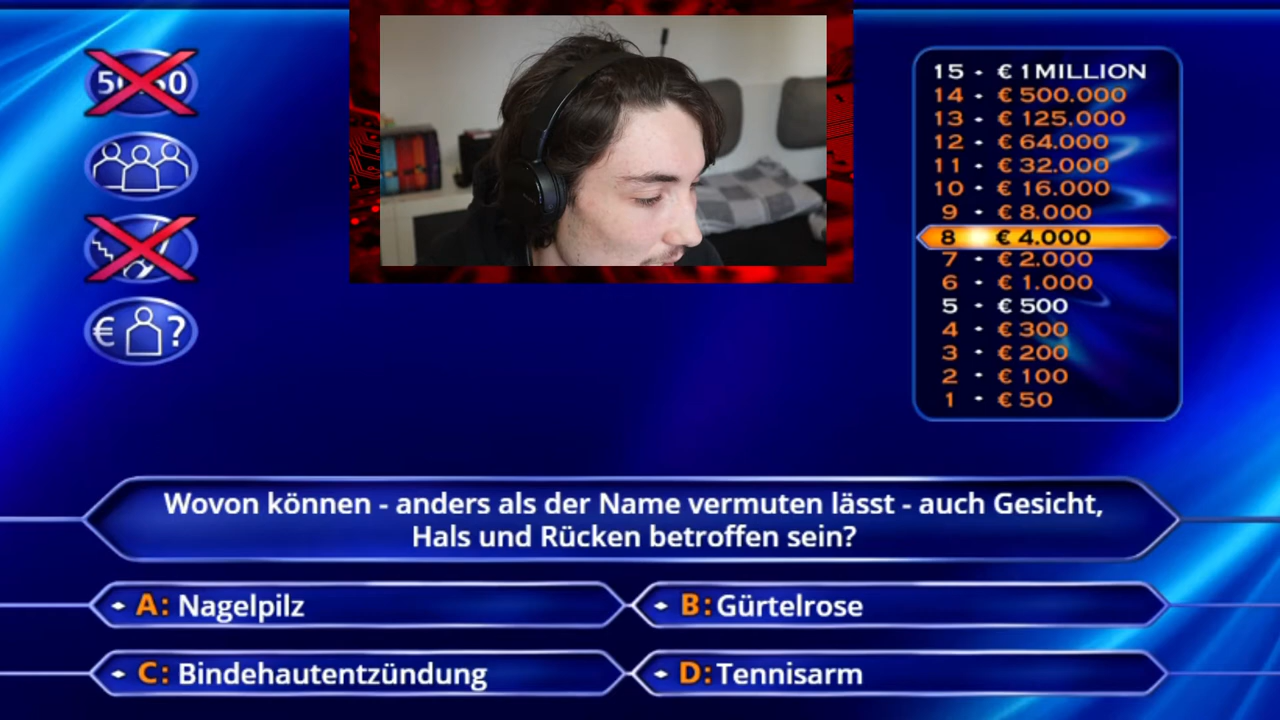 50:50
€ ?
15 · € 1 MILLION
14 · € 500.000
13 · € 125.000
12 · € 64.000
11 · € 32.000
10 · € 16.000
9 · € 8.000
8 € 4.000
7 · € 2.000
6 · € 1.000
5 · € 500
4 · € 300
3 · € 200
2 · € 100
1 · € 50
Wovon können - anders als der Name vermuten lässt - auch Gesicht,
Hals und Rücken betroffen sein?
A: Nagelpilz
B: Gürtelrose
C: Bindehautentzündung
D: Tennisarm